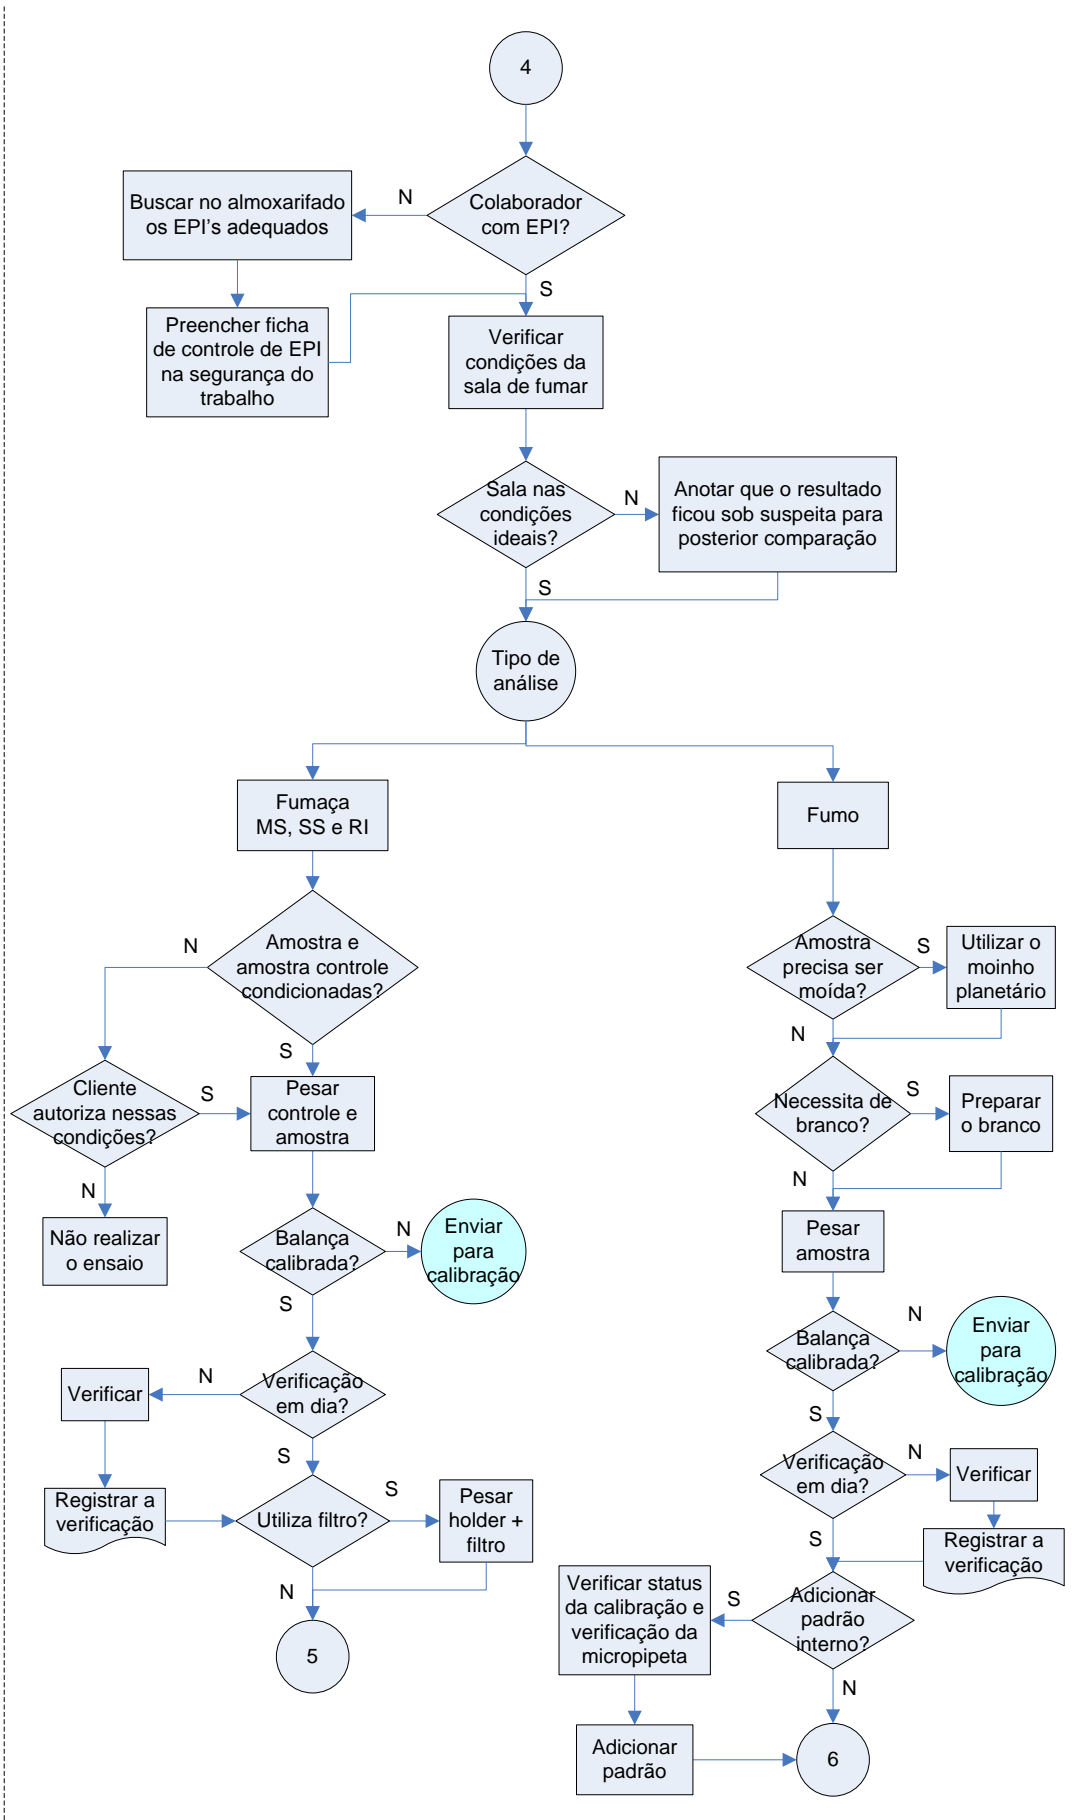 4
Colaborador
com EPI?
N
Buscar no almoxarifado
os EPI's adequados
S
Preencher ficha
de controle de EPI
na segurança do
trabalho
Verificar
condições da
sala de fumar
Sala nas
condições
ideais?
N
Anotar que o resultado
ficou sob suspeita para
posterior comparação
S
Tipo de
análise
Fumaça
MS, SS e RI
Amostra e
amostra controle
condicionadas?
N
S
Cliente
autoriza nessas
condições?
S
N
Não realizar
o ensaio
Pesar
controle e
amostra
Balança
calibrada?
N
Enviar
para
calibração
S
Verificação
em dia?
N
Verificar
Registrar a
verificação
S
Utiliza filtro?
S
Pesar
holder +
filtro
N
5
Fumo
Amostra
precisa ser
moída?
S
Utilizar o
moinho
planetário
N
Necessita de
branco?
S
Preparar
o branco
N
Pesar
amostra
Balança
calibrada?
N
Enviar
para
calibração
S
Verificação
em dia?
N
Verificar
Registrar a
verificação
S
Adicionar
padrão
interno?
S
Verificar status
da calibração e
verificação da
micropipeta
Adicionar
padrão
N
6